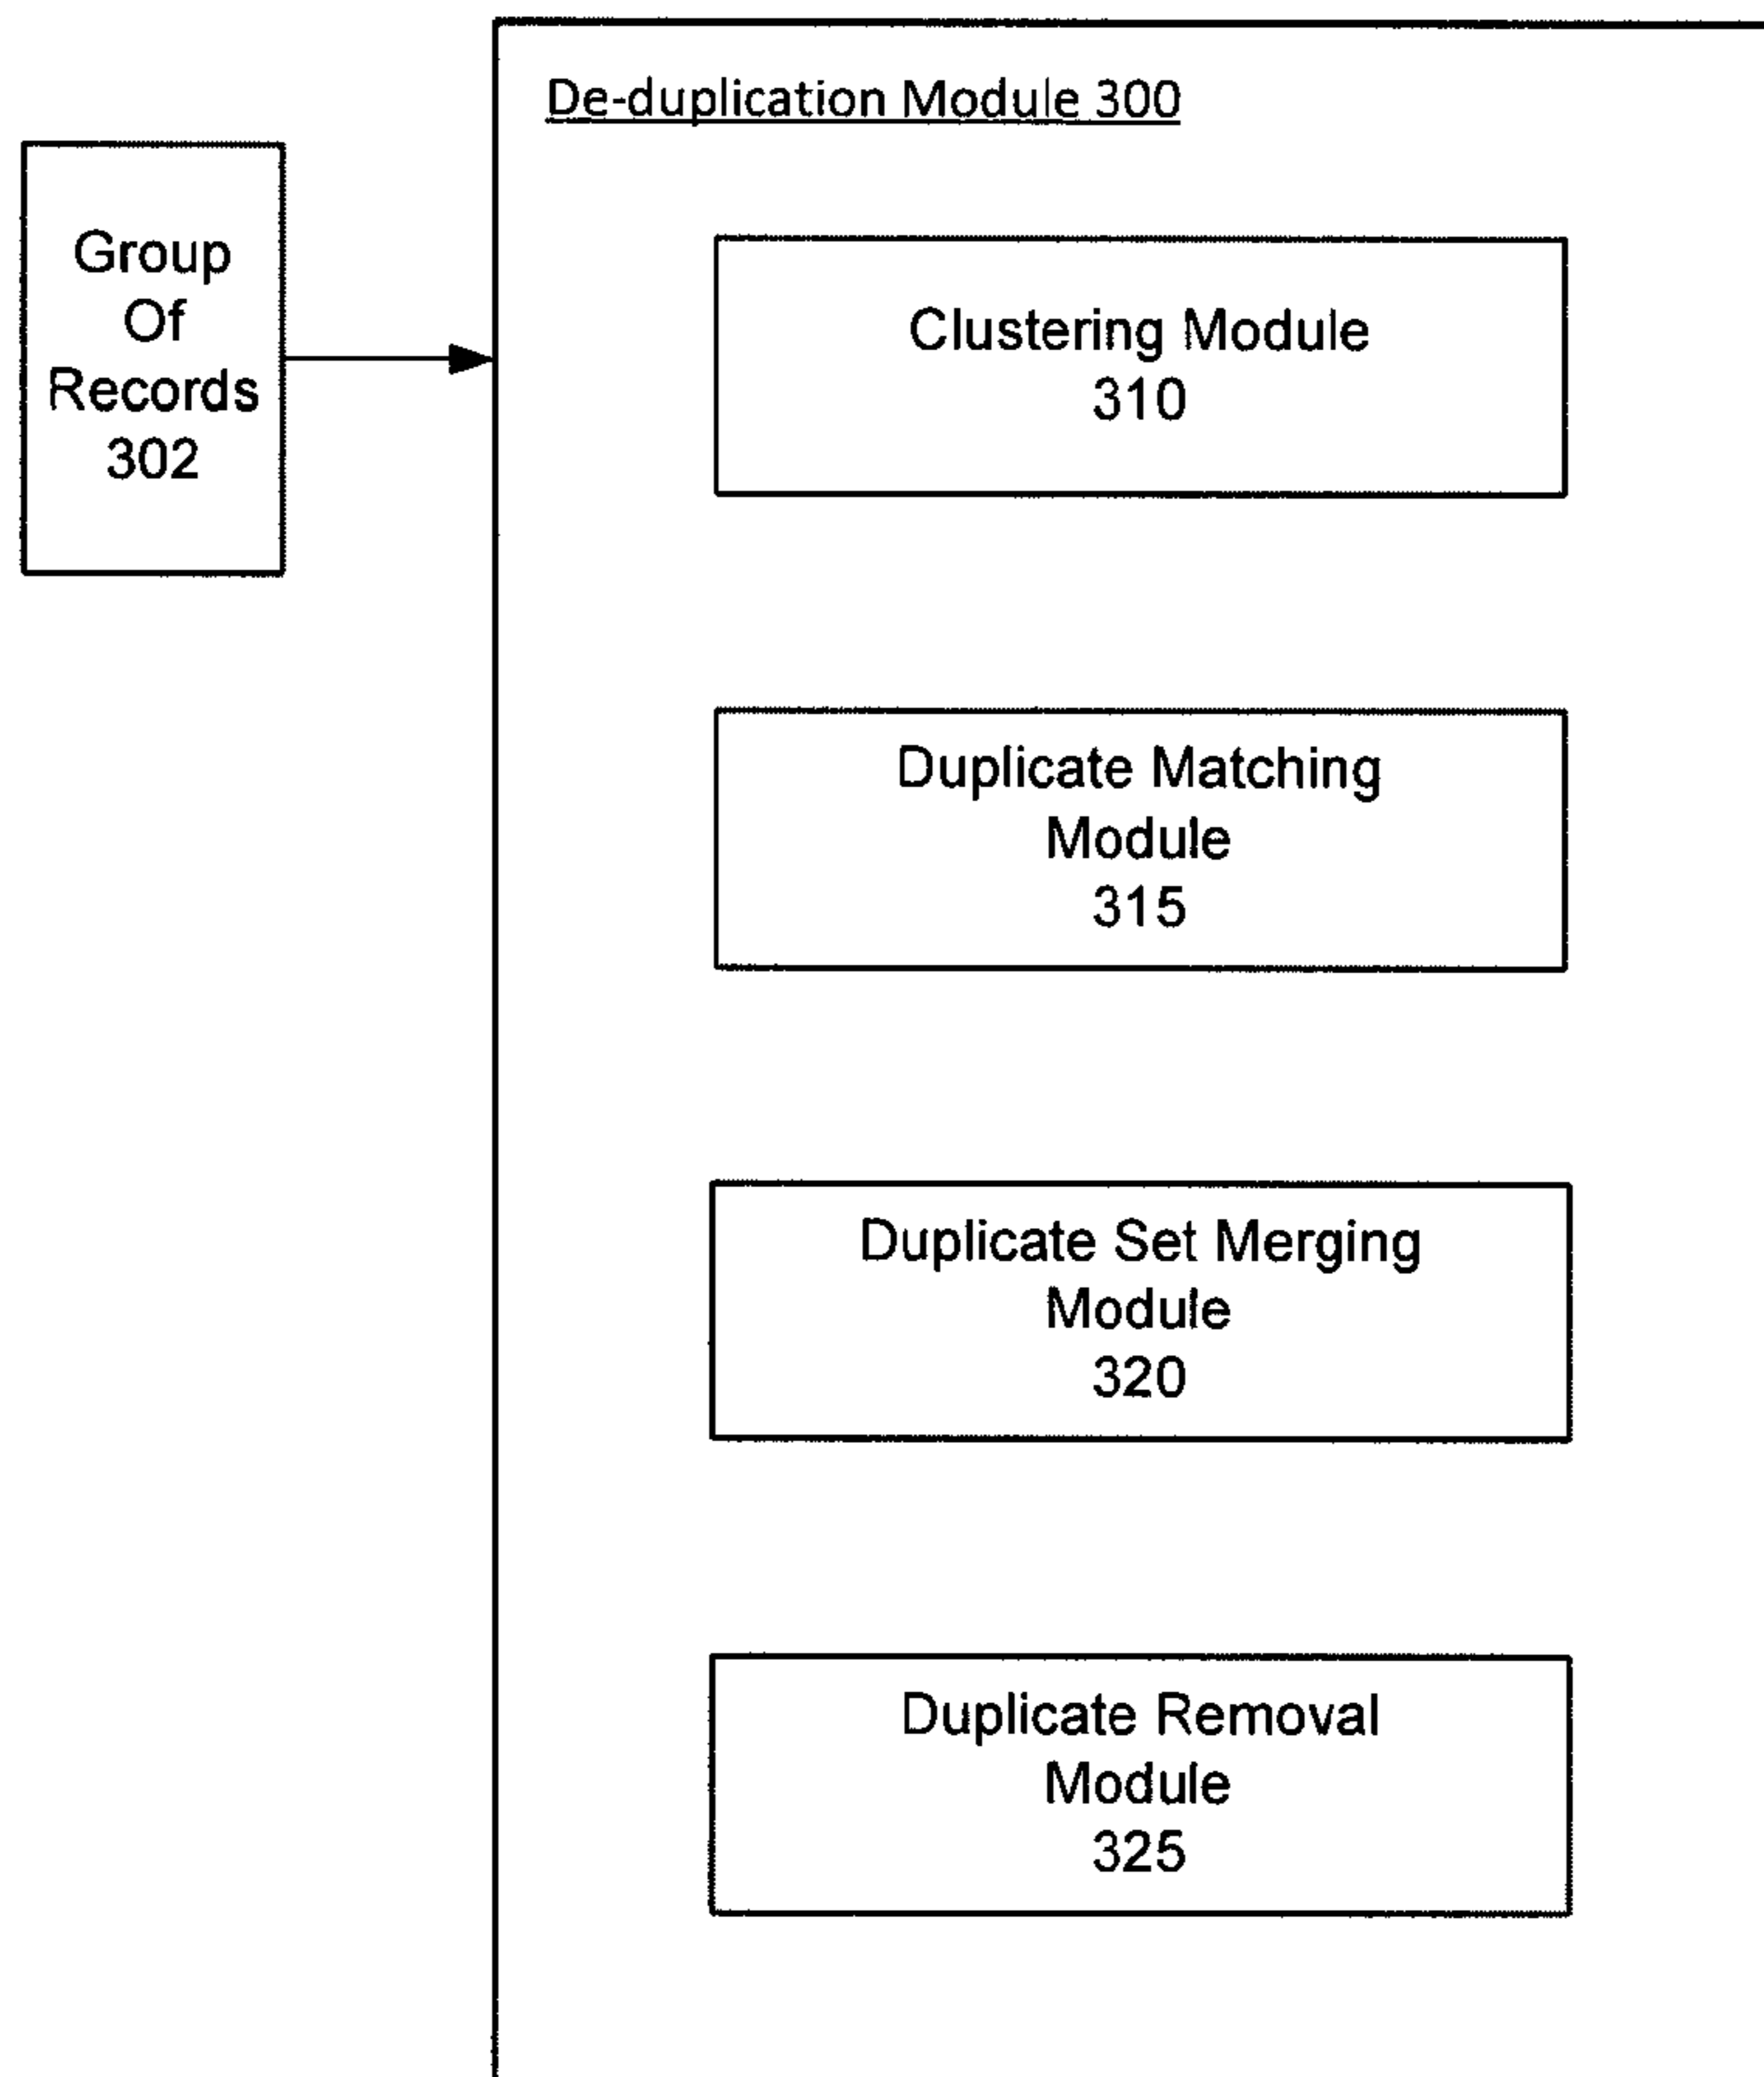 De-duplication Module 300
Group
Of
Records
302
Clustering Module
310
Duplicate Matching
Module
315
Duplicate Set Merging
Module
320
Duplicate Removal
Module
325